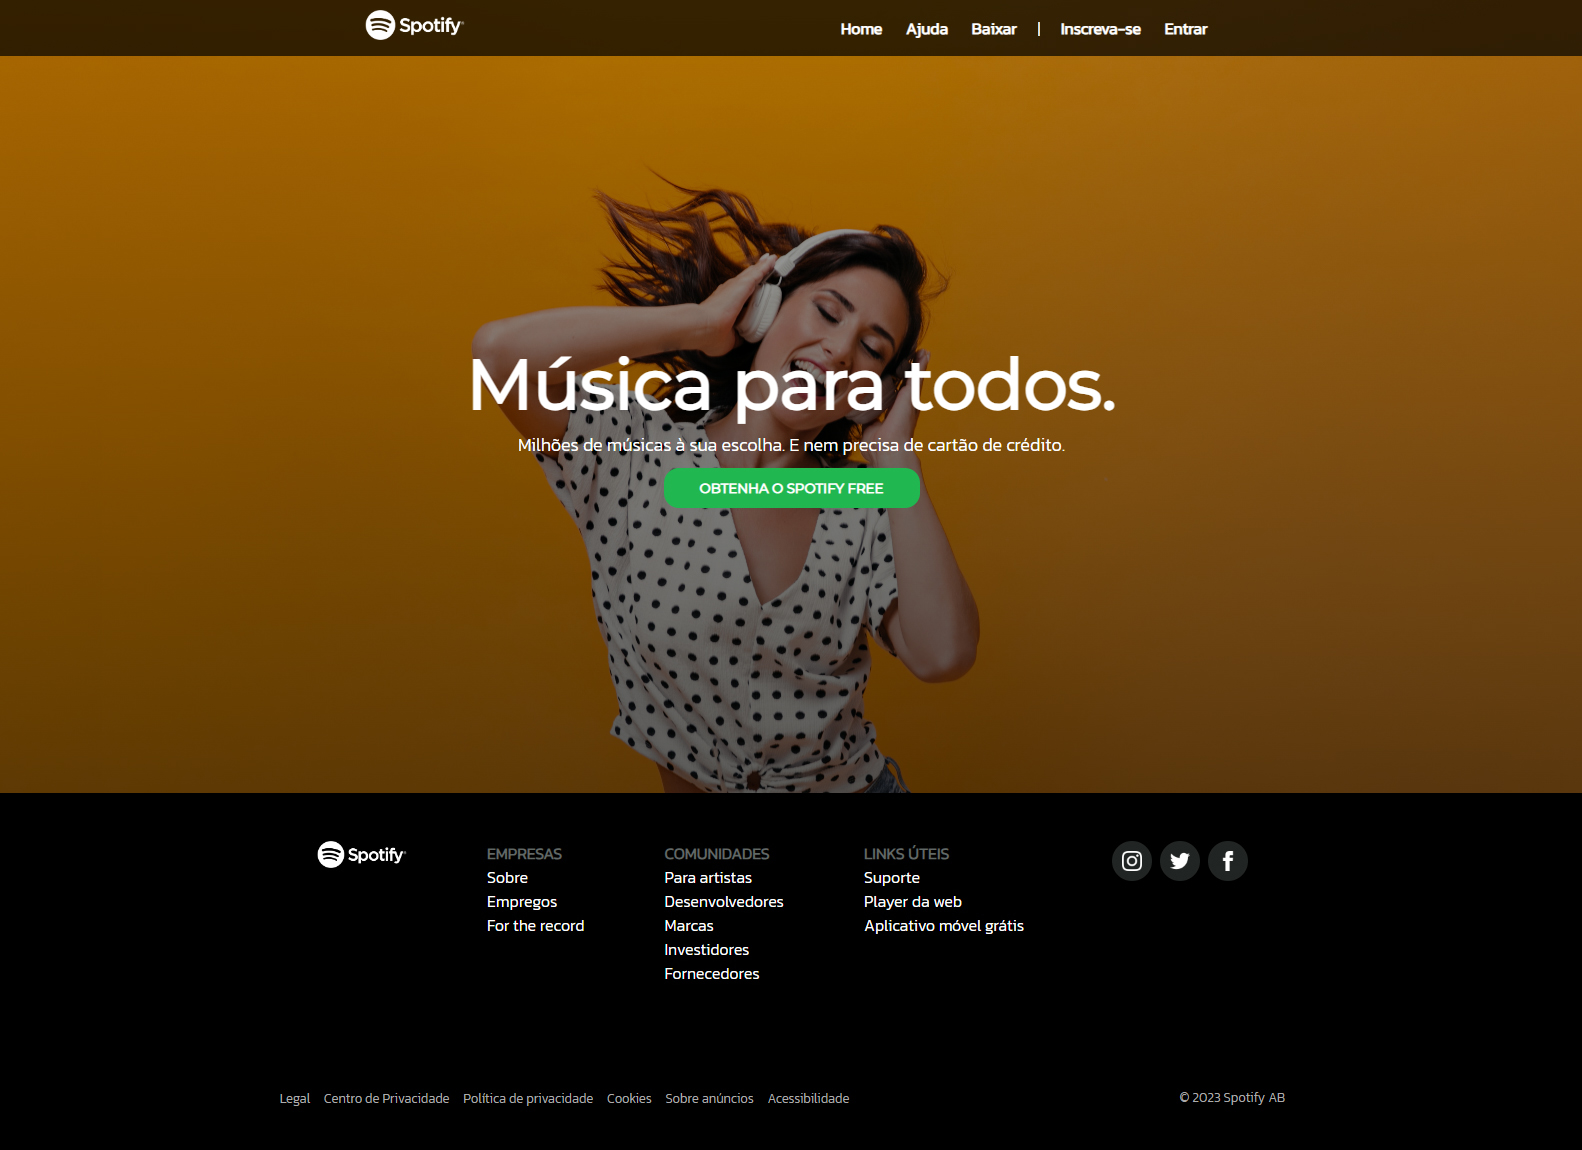 Spotify
Home Ajuda Baixar | Inscreva-se Entrar
Música para todos.
Milhões de músicas à sua escolha. E nem precisa de cartão de crédito.
OBTENHA O SPOTIFY FREE
Spotify
EMPRESAS
Sobre
Empregos
For the record
COMUNIDADES
Para artistas
Desenvolvedores
Marcas
Investidores
Fornecedores
LINKS ÚTEIS
Suporte
Player da web
Aplicativo móvel grátis
Legal Centro de Privacidade Política de privacidade Cookies Sobre anúncios Acessibilidade
© 2023 Spotify AB